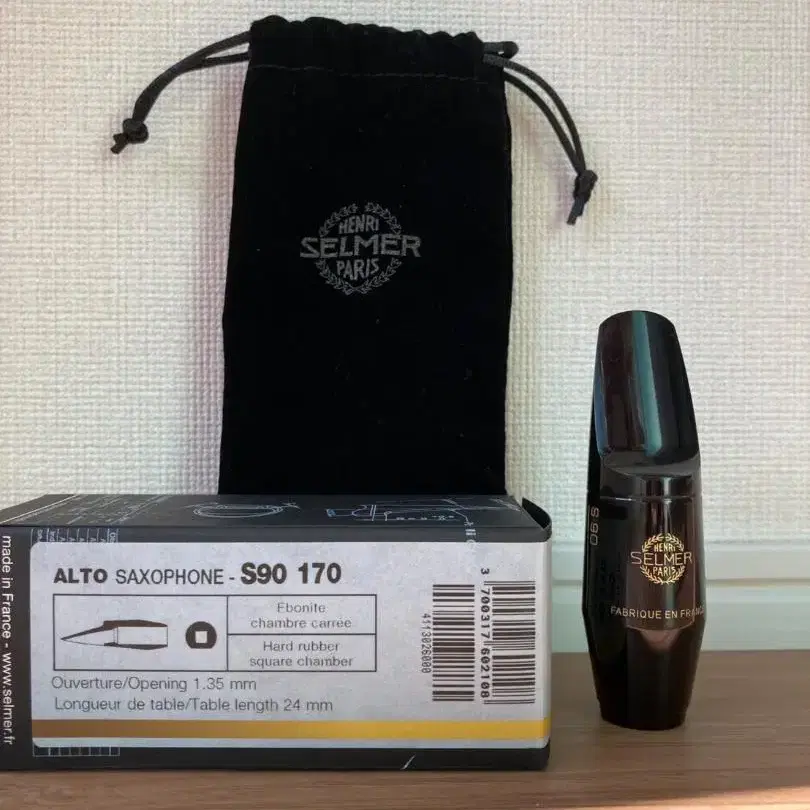 HENRI
SELMER
PARIS
made in France - www.selmer.fr
ALTO SAXOPHONE - S90 170
Ebonite
chambre carrée
Hard rubber
square chamber
Ouverture/Opening 1.35 mm
Longueur de table/Table length 24 mm
3 700317 602108
S90
HENRI
SELMER
PARIS
FABRIQUE EN FRANCE